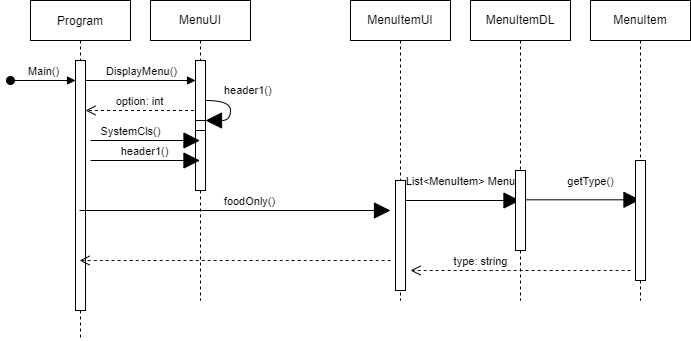 Program
MenuUI
MenuItemUI
MenuItemDL
MenuItem
Main()
DisplayMenu()
header1()
option: int
SystemCls()
header1()
List<MenuItem> Menu
getType()
foodOnly()
type: string